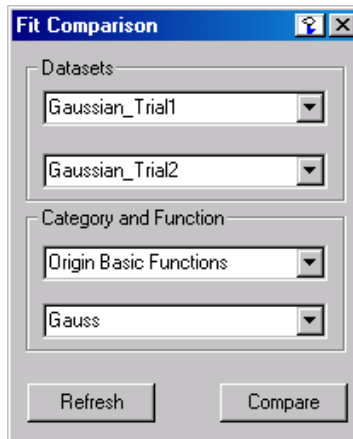 Fit Comparison
Datasets
Gaussian_Trial1
Gaussian_Trial2
Category and Function
Origin Basic Functions
Gauss
Refresh Compare